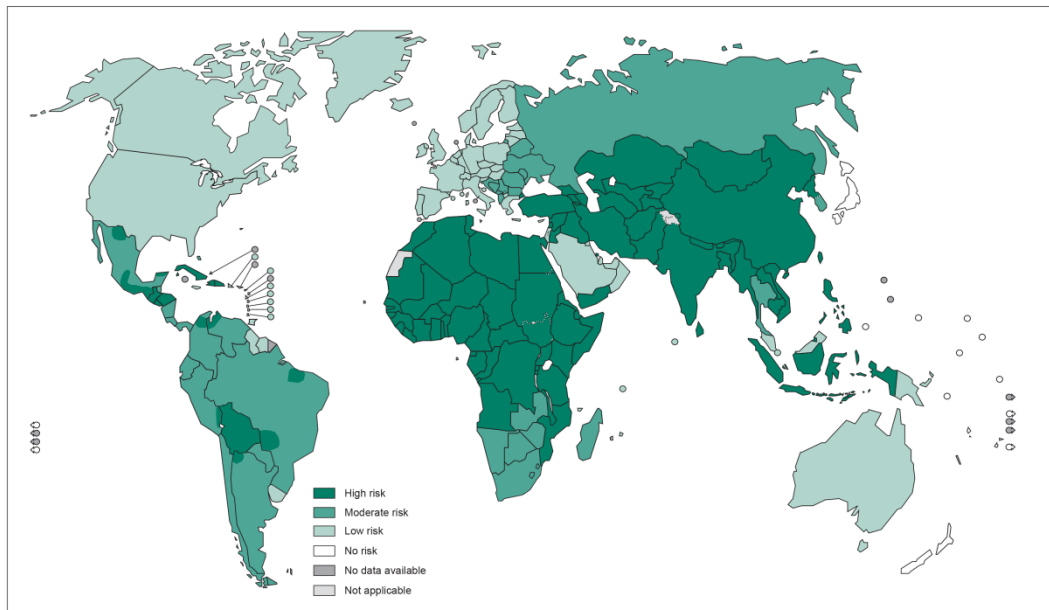 High risk
Moderate risk
Low risk
No risk
No data available
Not applicable